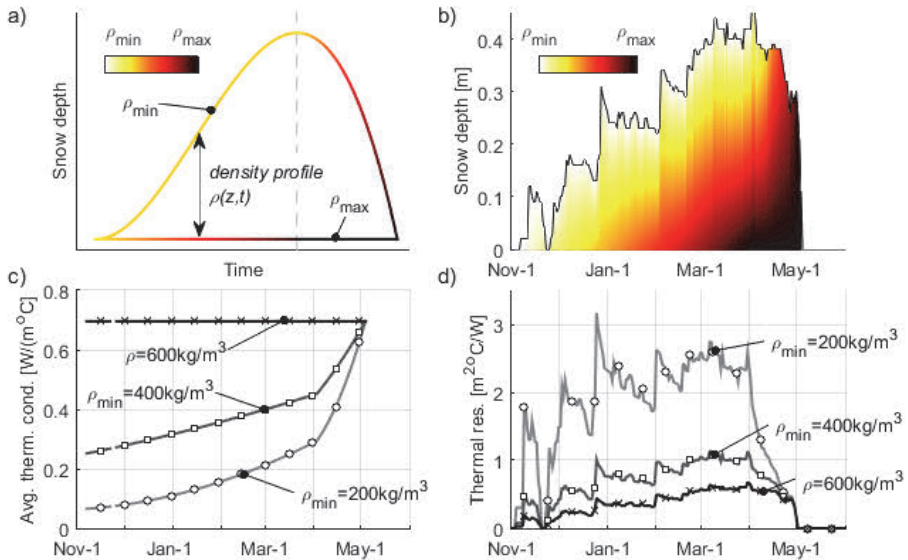 a)
ρmin ρmax
ρmin
density profile
ρ(z,t)
ρmax
Snow depth
Time
b)
ρmin ρmax
Snow depth [m]
0.4
0.3
0.2
0.1
0
Nov-1 Jan-1 Mar-1 May-1
c)
Avg. therm. cond. [W/(m°C]
0.8
0.6
0.4
0.2
0
ρ=600kg/m³
ρmin=400kg/m³
ρmin=200kg/m³
Nov-1 Jan-1 Mar-1 May-1
d)
Thermal res. [m²°C/W]
3
2
1
0
ρmin=200kg/m³
ρmin=400kg/m³
ρ=600kg/m³
Nov-1 Jan-1 Mar-1 May-1